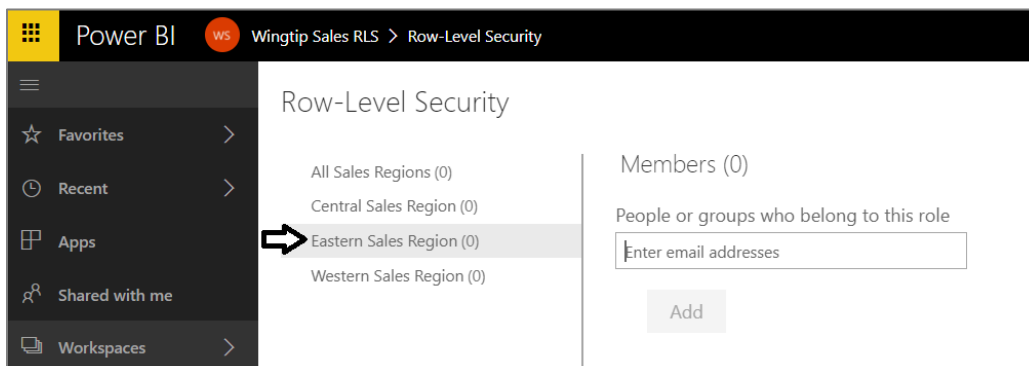 Power BI WS Wingtip Sales RLS > Row-Level Security
Favorites
Recent
Apps
Shared with me
Workspaces
Row-Level Security
All Sales Regions (0)
Central Sales Region (0)
Eastern Sales Region (0)
Western Sales Region (0)
Members (0)
People or groups who belong to this role
Enter email addresses
Add